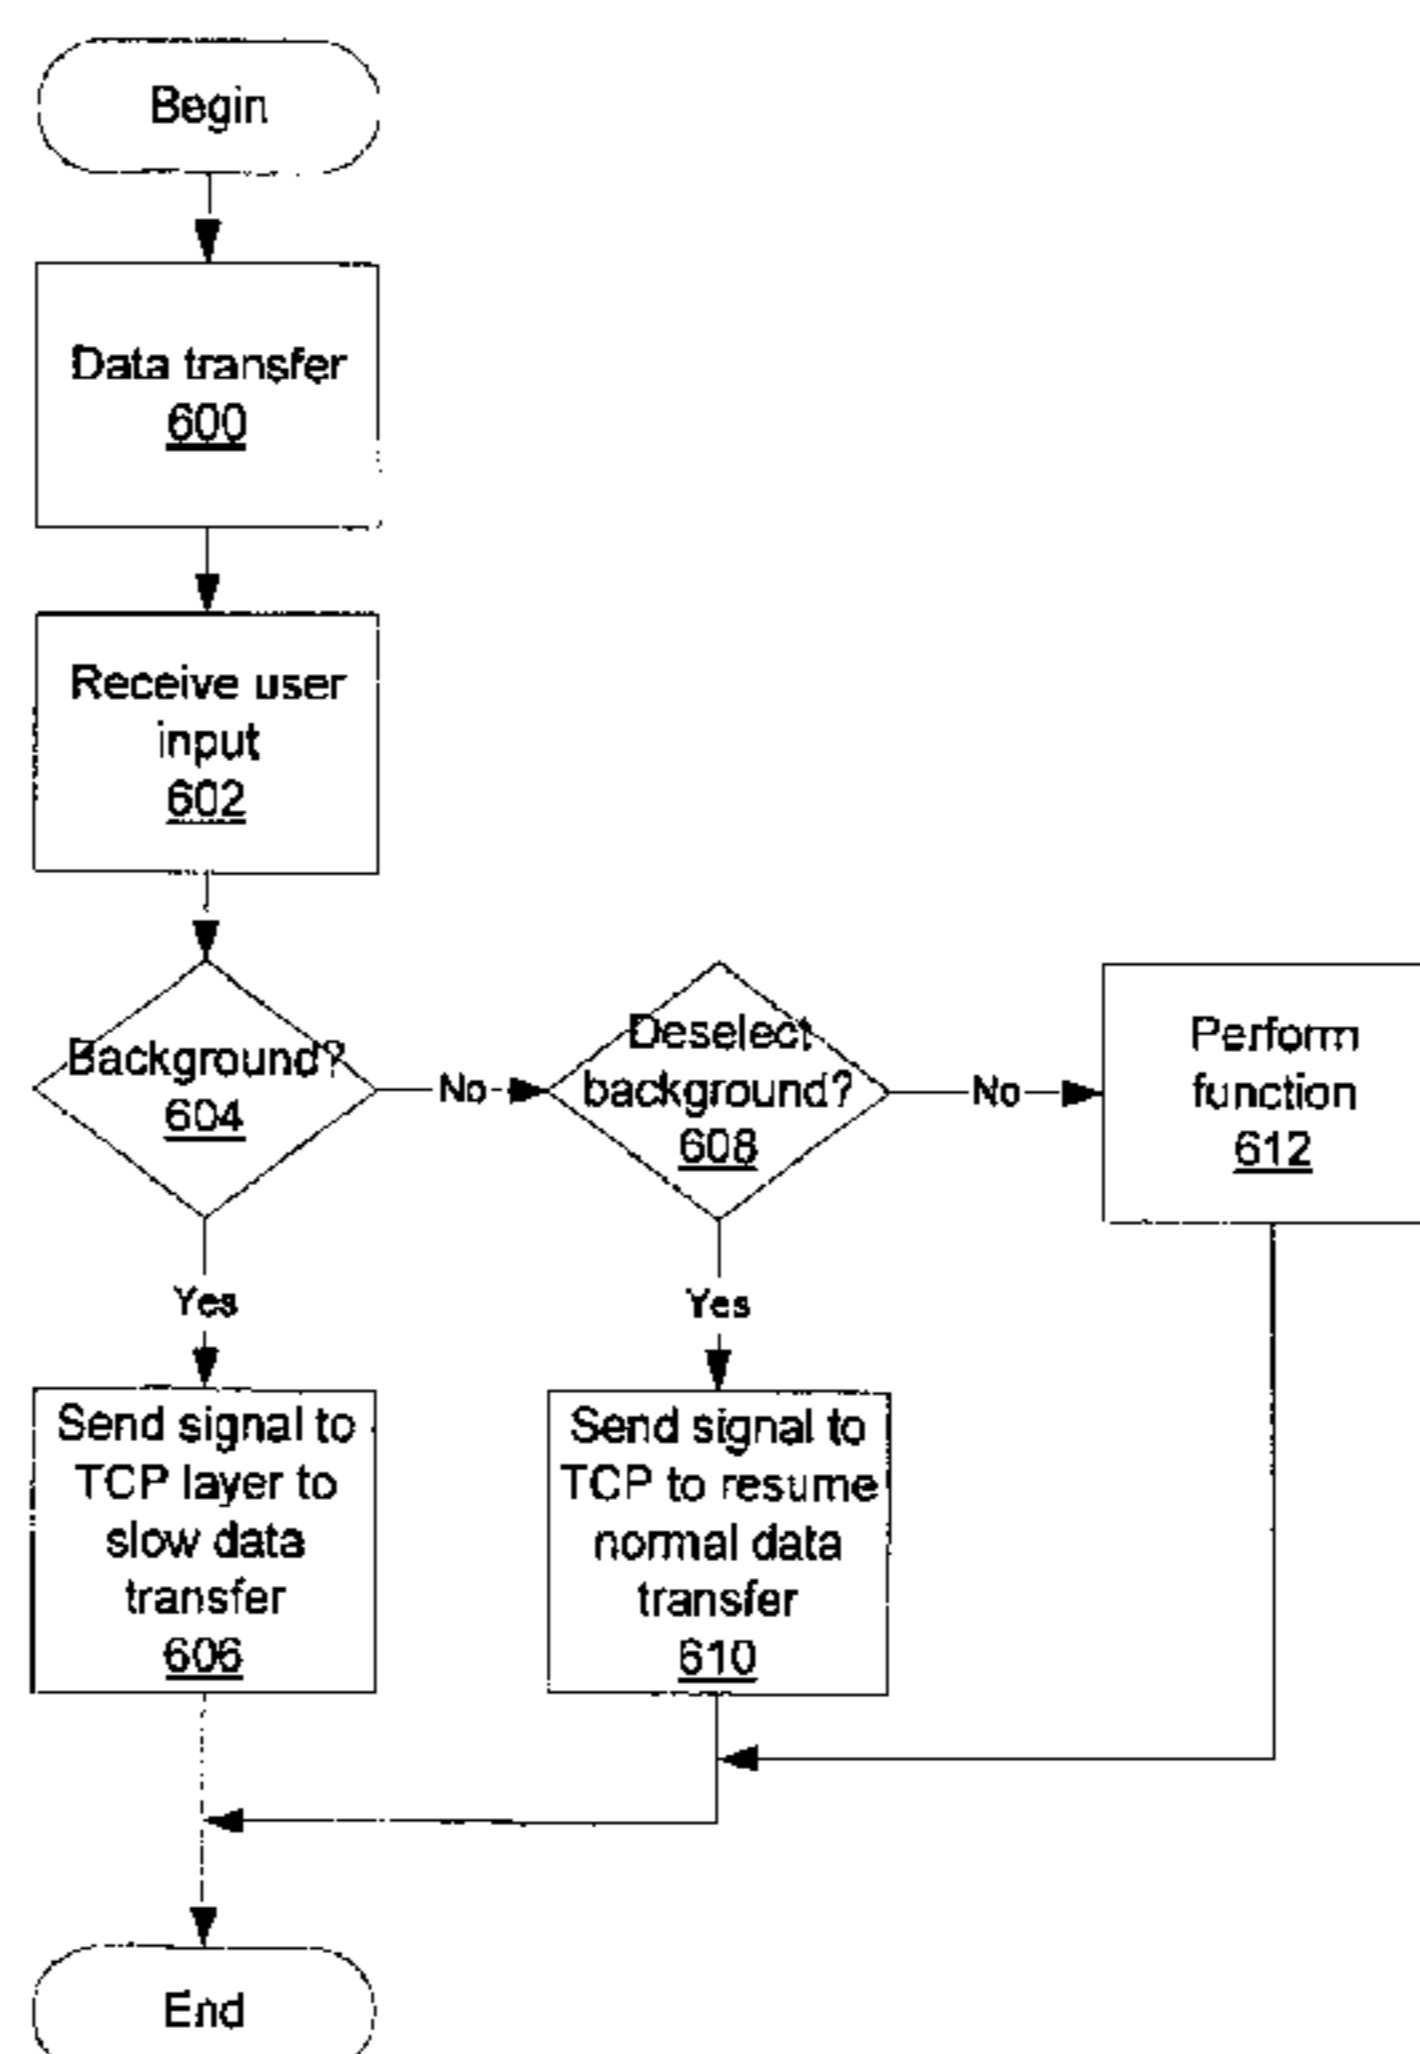 Begin
Data transfer
600
Receive user
input
602
Background?
604
No
Deselect
background?
608
No
Perform
function
612
Yes
Yes
Send signal to
TCP layer to
slow data
transfer
606
Send signal to
TCP to resume
normal data
transfer
610
End